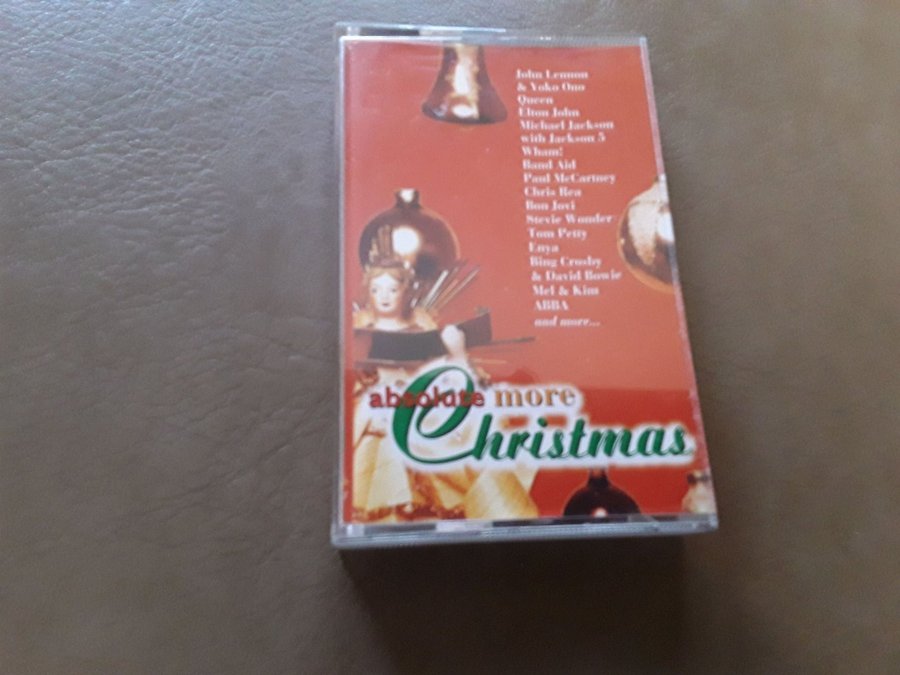 John Lennon
& Yoko Ono
Queen
Elton John
Michael Jackson
with Jackson 5
Wham!
Band Aid
Paul McCartney
Chris Rea
Bon Jovi
Stevie Wonder
Tom Petty
Enya
Bing Crosby
& David Bowie
Mel & Kim
ABBA
and more...
absolute more
Christmas